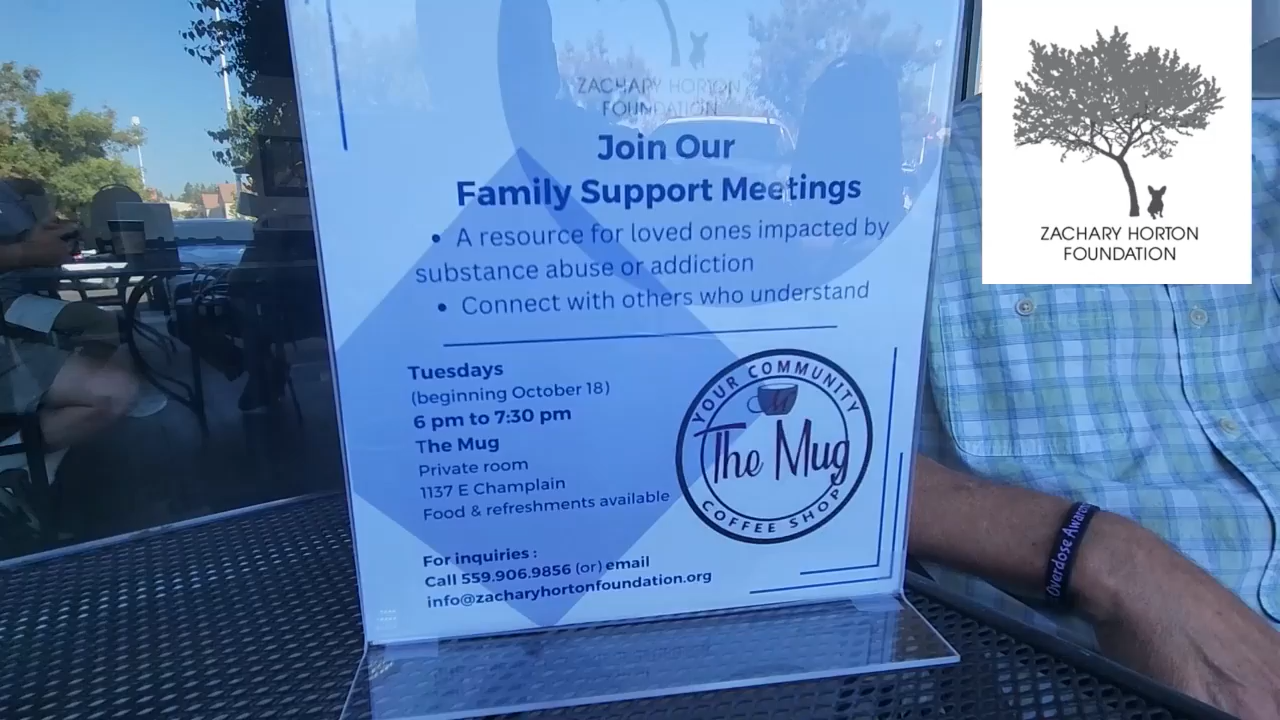 ZACHARY HORTON
FOUNDATION
Join Our
Family Support Meetings
• A resource for loved ones impacted by
substance abuse or addiction
• Connect with others who understand
Tuesdays
(beginning October 18)
6 pm to 7:30 pm
The Mug
Private room
1137 E Champlain
Food & refreshments available
For inquiries :
Call 559.906.9856 (or) email
info@zacharyhortonfoundation.org
YOUR COMMUNITY
The Mug
COFFEE SHOP
ZACHARY HORTON
FOUNDATION
Overdose Aware